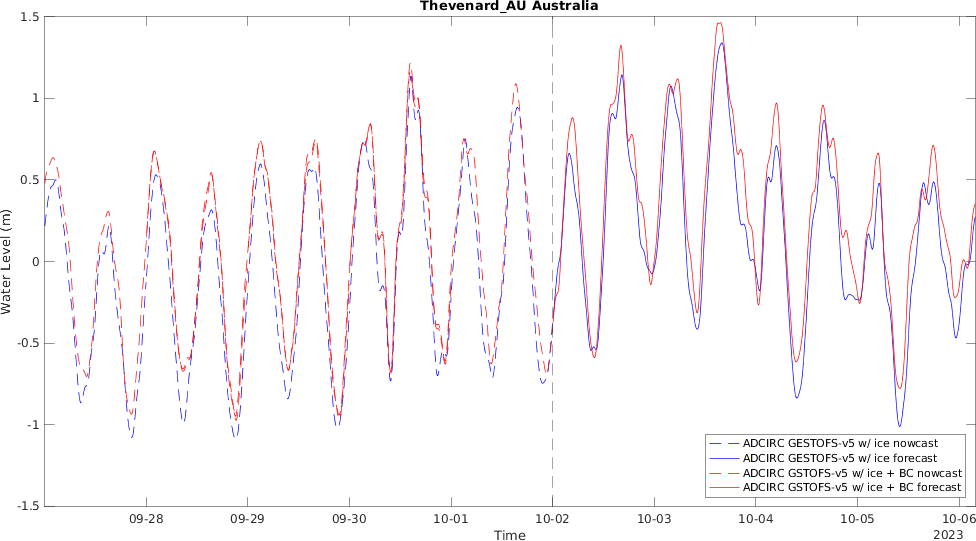 Thevenard_AU Australia
1.5
1
0.5
0
-0.5
-1
-1.5
Water Level (m)
ADCIRC GESTOFS-v5 w/ ice nowcast
ADCIRC GESTOFS-v5 w/ ice forecast
ADCIRC GSTOFS-v5 w/ ice + BC nowcast
ADCIRC GSTOFS-v5 w/ ice + BC forecast
09-28 09-29 09-30 10-01 10-02 10-03 10-04 10-05 10-06
Time 2023